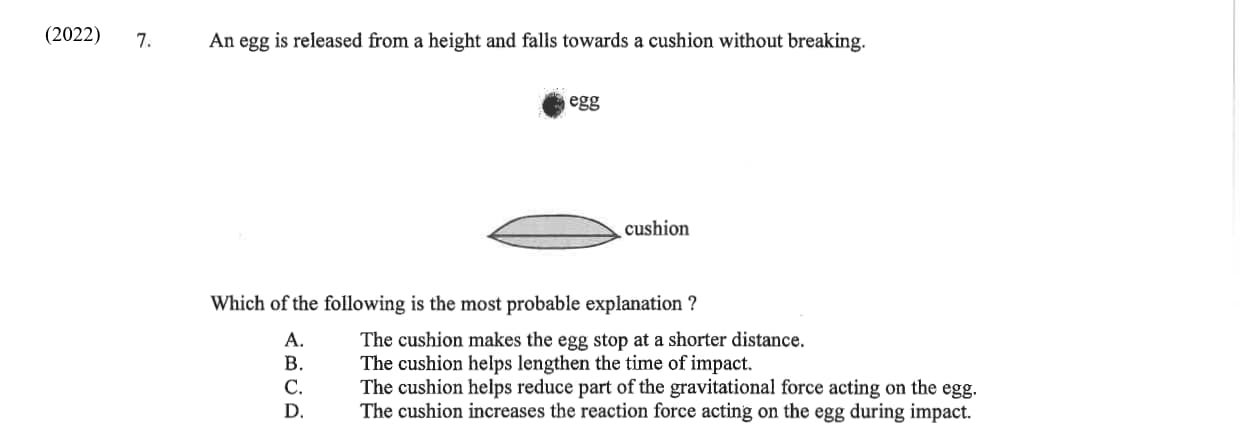 (2022) 7. An egg is released from a height and falls towards a cushion without breaking.
egg
cushion
Which of the following is the most probable explanation ?
A. The cushion makes the egg stop at a shorter distance.
B. The cushion helps lengthen the time of impact.
C. The cushion helps reduce part of the gravitational force acting on the egg.
D. The cushion increases the reaction force acting on the egg during impact.